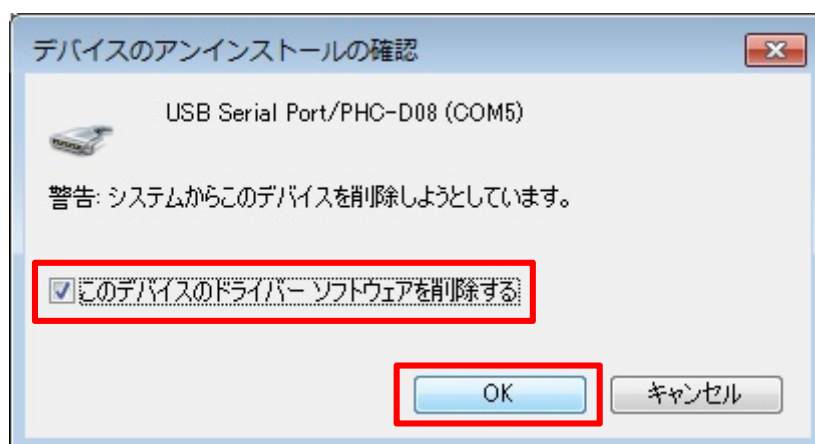 デバイスのアンインストールの確認
USB Serial Port/PHC-D08 (COM5)
警告: システムからこのデバイスを削除しようとしています。
このデバイスのドライバー ソフトウェアを削除する
OK
キャンセル